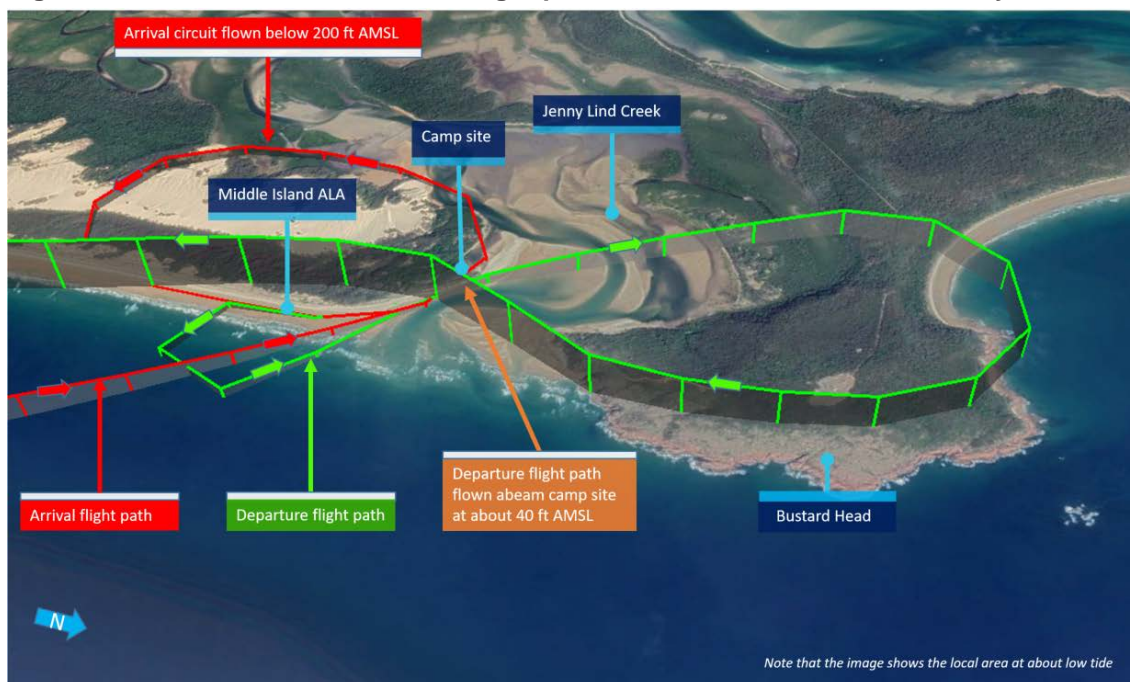 Arrival circuit flown below 200 ft AMSL
Jenny Lind Creek
Camp site
Middle Island ALA
Arrival flight path
Departure flight path
Departure flight path
flown abeam camp site
at about 40 ft AMSL
Bustard Head
N
Note that the image shows the local area at about low tide